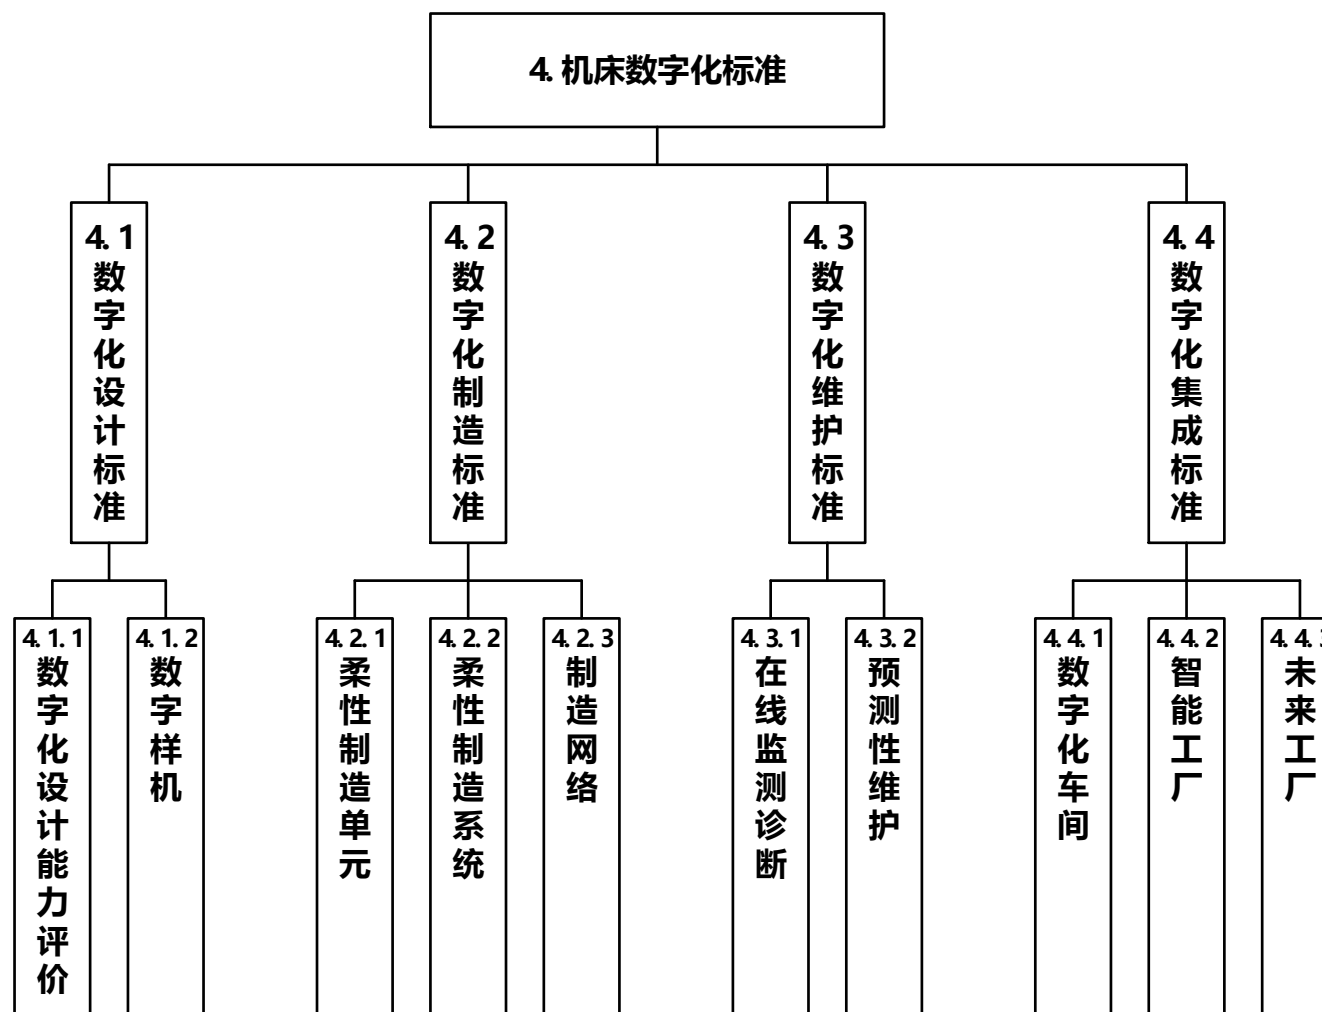 4. 机床数字化标准
4. 1
数字化设计标准
4. 2
数字化制造标准
4. 3
数字化维护标准
4. 4
数字化集成标准
4. 1. 1
数字化设计能力评价
4. 1. 2
数字样机
4. 2. 1
柔性制造单元
4. 2. 2
柔性制造系统
4. 2. 3
制造网络
4. 3. 1
在线监测诊断
4. 3. 2
预测性维护
4. 4. 1
数字化车间
4. 4. 2
智能工厂
4. 4. 3
未来工厂